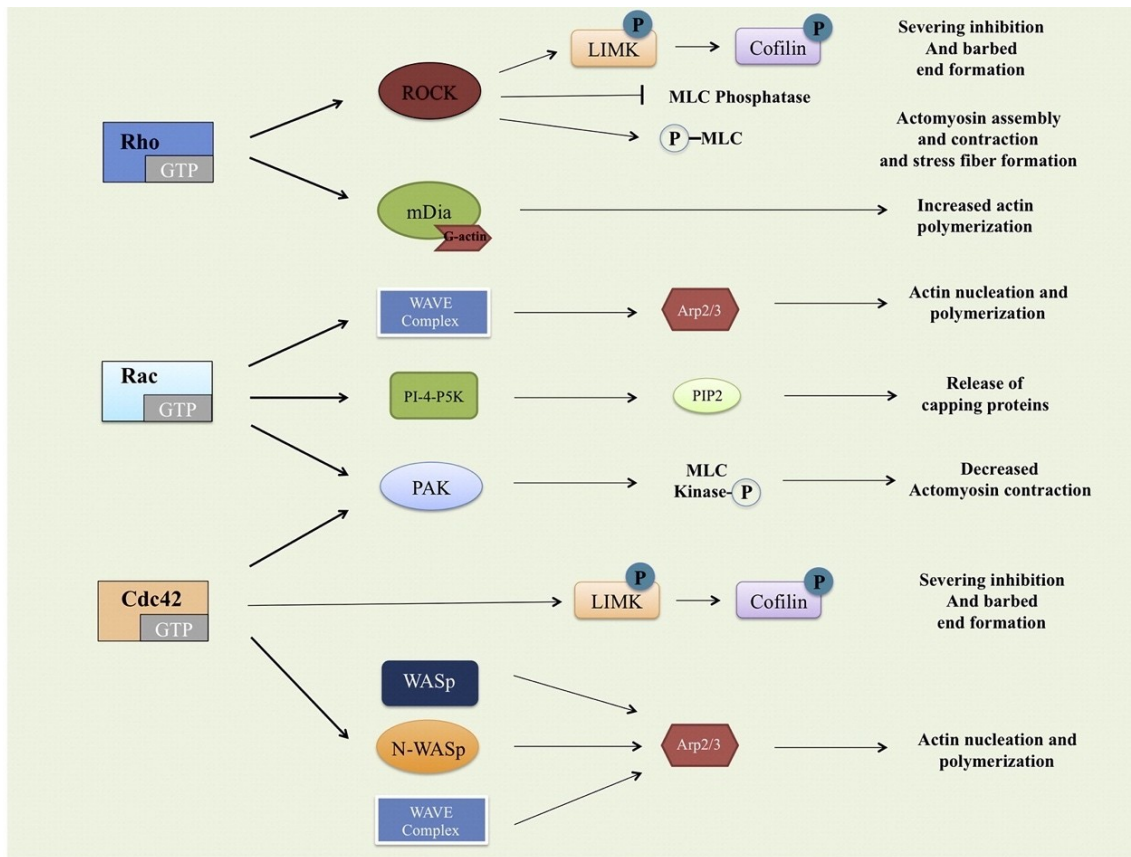 Rho
GTP
ROCK
P
LIMK
P
Cofilin
Severing inhibition
And barbed
end formation
MLC Phosphatase
P
MLC
Actomyosin assembly
and contraction
and stress fiber formation
mDia
G-actin
Increased actin
polymerization
Rac
GTP
WAVE
Complex
Arp2/3
Actin nucleation and
polymerization
PI-4-P5K
PIP2
Release of
capping proteins
PAK
MLC
Kinase-P
Decreased
Actomyosin contraction
Cdc42
GTP
P
LIMK
P
Cofilin
Severing inhibition
And barbed
end formation
WASp
N-WASp
WAVE
Complex
Arp2/3
Actin nucleation and
polymerization